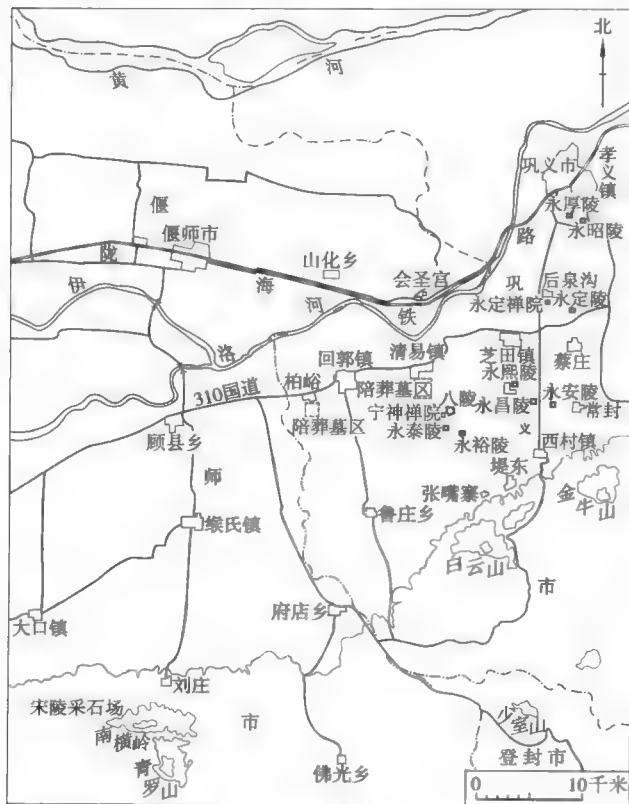 北
黄
河
巩义市
孝义镇
永厚陵
永昭陵
偃
偃师市
陇
海
铁
路
山化乡
会圣宫
巩
后泉沟
永定禅院
永定陵
伊
洛
河
回郭镇
清易镇
芝田镇
蔡庄
永熙陵
柏峪
陪葬墓区
八陵
永安陵
310国道
永昌陵
常封
宁神禅院
陪葬墓区
永泰陵
义
顾县乡
永裕陵
西村镇
堤东
师
张嘴寨
金牛山
缑氏镇
鲁庄乡
白云山
市
府店乡
大口镇
刘庄
宋陵采石场
市
南横岭
少室山
青罗山
佛光乡
登封市
0 10千米